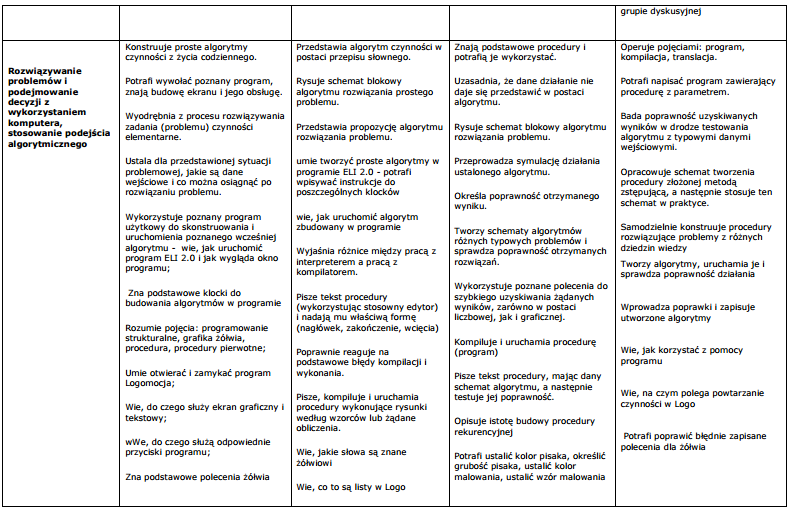 grupie dyskusyjnej
Rozwiązywanie
problemów i
podejmowanie
decyzji z
wykorzystaniem
komputera,
stosowanie podejścia
algorytmicznego
Konstruuje proste algorytmy
czynności z życia codziennego.
Potrafi wywołać poznany program,
znają budowę ekranu i jego obsługę.
Wyodrębnia z procesu rozwiązywania
zadania (problemu) czynności
elementarne.
Ustala dla przedstawionej sytuacji
problemowej, jakie są dane
wejściowe i co można osiągnąć po
rozwiązaniu problemu.
Wykorzystuje poznany program
użytkowy do skonstruowania i
uruchomienia poznanego wcześniej
algorytmu - wie, jak uruchomić
program ELI 2.0 i jak wygląda okno
programu;
Zna podstawowe klocki do
budowania algorytmów w programie
Rozumie pojęcia: programowanie
strukturalne, grafika żółwia,
procedura, procedury pierwotne;
Umie otwierać i zamykać program
Logomocja;
Wie, do czego służy ekran graficzny i
tekstowy;
wWe, do czego służą odpowiednie
przyciski programu;
Zna podstawowe polecenia żółwia
Przedstawia algorytm czynności w
postaci przepisu słownego.
Rysuje schemat blokowy
algorytmu rozwiązania prostego
problemu.
Przedstawia propozycję algorytmu
rozwiązania problemu.
umie tworzyć proste algorytmy w
programie ELI 2.0 - potrafi
wpisywać instrukcje do
poszczególnych klocków
wie, jak uruchomić algorytm
zbudowany w programie
Wyjaśnia różnice między pracą z
interpreterem a pracą z
kompilatorem.
Pisze tekst procedury
(wykorzystując stosowny edytor)
i nadają mu właściwą formę
(nagłówek, zakończenie, wcięcia)
Poprawnie reaguje na
podstawowe błędy kompilacji i
wykonania.
Pisze, kompiluje i uruchamia
procedury wykonujące rysunki
według wzorców lub żądane
obliczenia.
Wie, jakie słowa są znane
żółwiowi
Wie, co to są listy w Logo
Znają podstawowe procedury i
potrafią je wykorzystać.
Uzasadnia, że dane działanie nie
daje się przedstawić w postaci
algorytmu.
Rysuje schemat blokowy algorytmu
rozwiązania problemu.
Przeprowadza symulację działania
ustalonego algorytmu.
Określa poprawność otrzymanego
wyniku.
Tworzy schematy algorytmów
różnych typowych problemów i
sprawdza poprawność otrzymanych
rozwiązań.
Wykorzystuje poznane polecenia do
szybkiego uzyskiwania żądanych
wyników, zarówno w postaci
liczbowej, jak i graficznej.
Kompiluje i uruchamia procedurę
(program)
Pisze tekst procedury, mając dany
schemat algorytmu, a następnie
testuje jej poprawność.
Opisuje istotę budowy procedury
rekurencyjnej
Potrafi ustalić kolor pisaka, określić
grubość pisaka, ustalić kolor
malowania, ustalić wzór malowania
Operuje pojęciami: program,
kompilacja, translacja.
Potrafi napisać program zawierający
procedurę z parametrem.
Bada poprawność uzyskiwanych
wyników w drodze testowania
algorytmu z typowymi danymi
wejściowymi.
Opracowuje schemat tworzenia
procedury złożonej metodą
zstępującą, a następnie stosuje ten
schemat w praktyce.
Samodzielnie konstruuje procedury
rozwiązujące problemy z różnych
dziedzin wiedzy
Tworzy algorytmy, uruchamia je i
sprawdza poprawność działania
Wprowadza poprawki i zapisuje
utworzone algorytmy
Wie, jak korzystać z pomocy
programu
Wie, na czym polega powtarzanie
czynności w Logo
Potrafi poprawić błędnie zapisane
polecenia dla żółwia